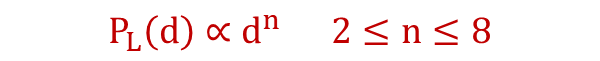 P_L(d) ∝ d^n 2 ≤ n ≤ 8